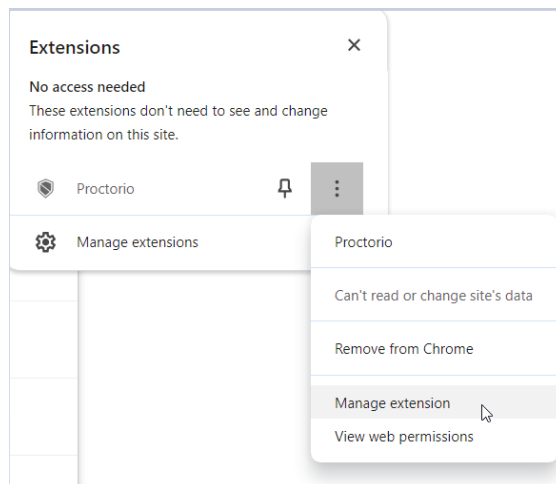 Extensions
No access needed
These extensions don't need to see and change
information on this site.
Proctorio
Manage extensions
Proctorio
Can't read or change site's data
Remove from Chrome
Manage extension
View web permissions